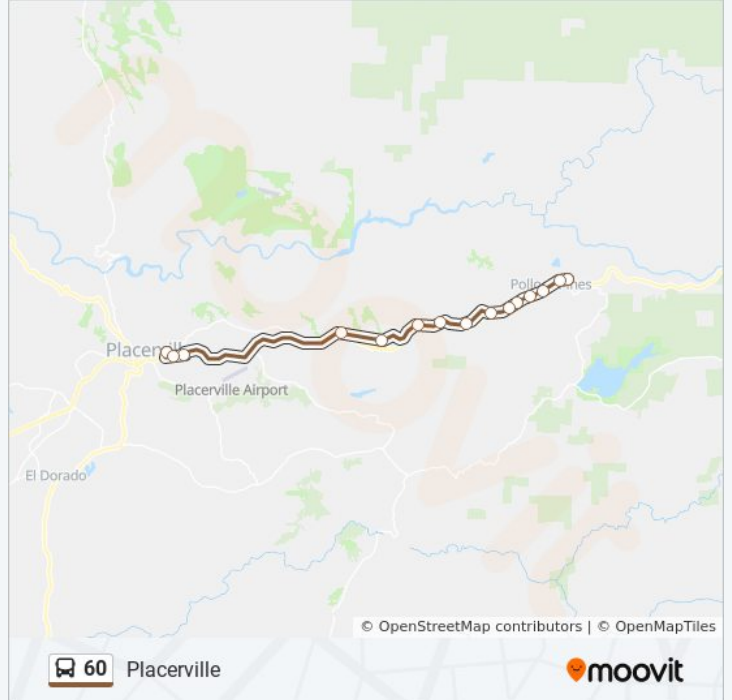 Placerville
Placerville Airport
El Dorado
© OpenStreetMap contributors | © OpenMapTiles
60 Placerville
moovit